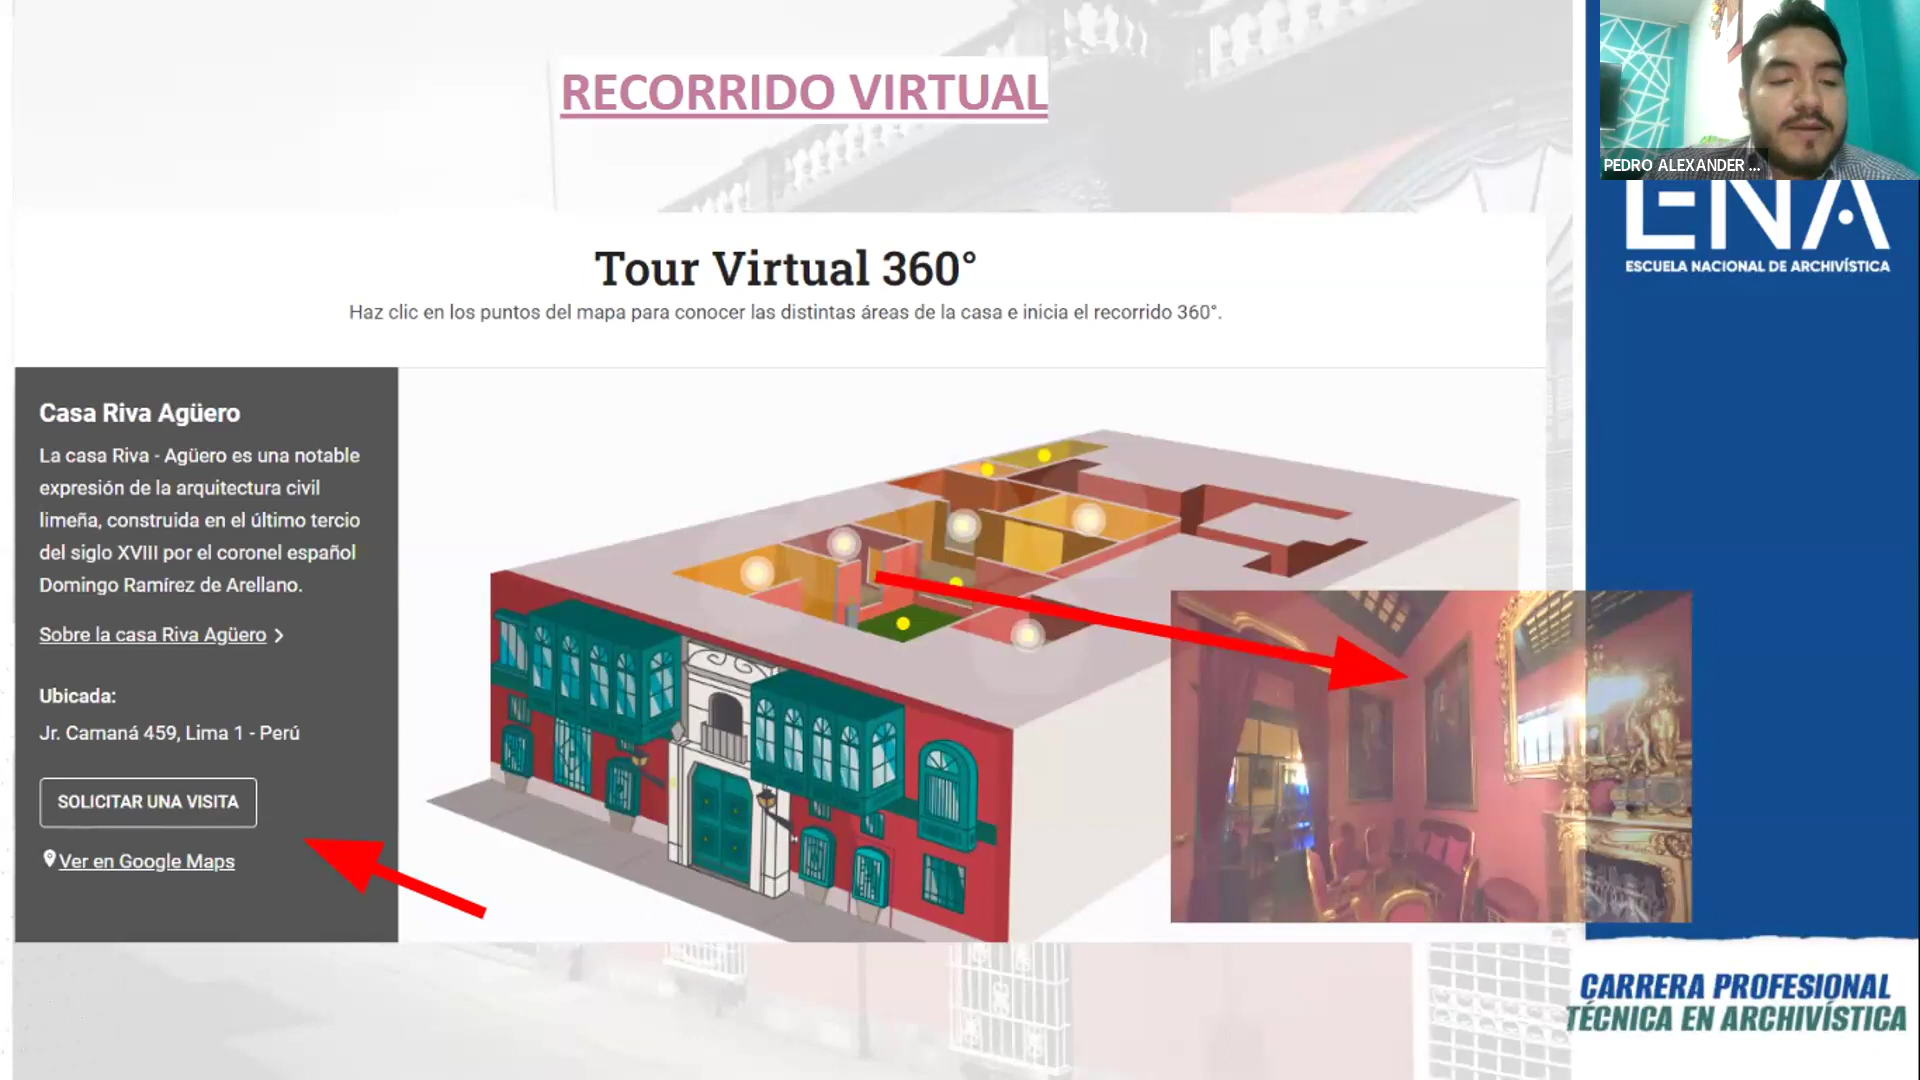 RECORRIDO VIRTUAL
PEDRO ALEXANDER ...
ENA
ESCUELA NACIONAL DE ARCHIVÍSTICA
Tour Virtual 360°
Haz clic en los puntos del mapa para conocer las distintas áreas de la casa e inicia el recorrido 360°.
Casa Riva Agüero
La casa Riva - Agüero es una notable
expresión de la arquitectura civil
limeña, construida en el último tercio
del siglo XVIII por el coronel español
Domingo Ramírez de Arellano.
Sobre la casa Riva Agüero >
Ubicada:
Jr. Camaná 459, Lima 1 - Perú
SOLICITAR UNA VISITA
Ver en Google Maps
CARRERA PROFESIONAL
TÉCNICA EN ARCHIVÍSTICA